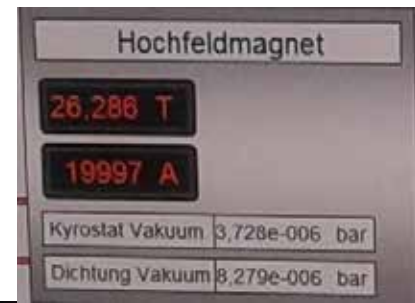 Hochfeldmagnet
26,286 T
19997 A
Kyrostat Vakuum 3,728e-006 bar
Dichtung Vakuum 8,279e-006 bar